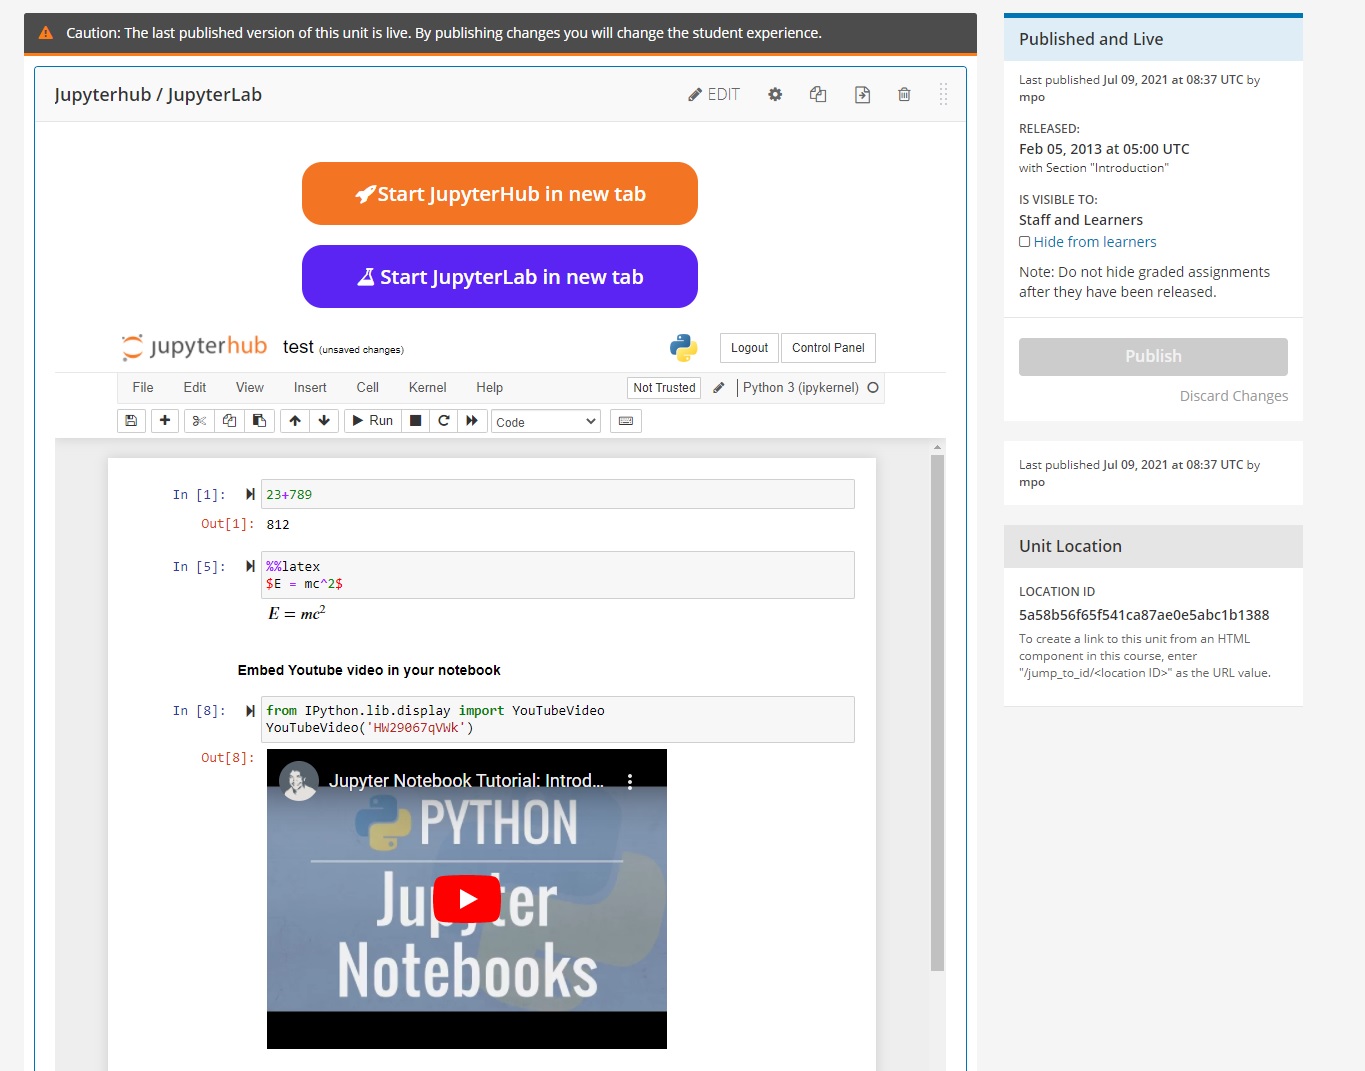 Caution: The last published version of this unit is live. By publishing changes you will change the student experience.
Jupyterhub / JupyterLab
EDIT
Start JupyterHub in new tab
Start JupyterLab in new tab
jupyterhub test (unsaved changes)
Logout Control Panel
File Edit View Insert Cell Kernel Help
Not Trusted Python 3 (ipykernel)
Run Code
In [1]: 23+789
Out[1]: 812
In [5]: %%latex
$E = mc^2$
E = mc²
Embed Youtube video in your notebook
In [8]: from IPython.lib.display import YouTubeVideo
YouTubeVideo('HW29067qVWk')
Out[8]:
Jupyter Notebook Tutorial: Introd...
PYTHON
Jupyter
Notebooks
Published and Live
Last published Jul 09, 2021 at 08:37 UTC by
mpo
RELEASED:
Feb 05, 2013 at 05:00 UTC
with Section "Introduction"
IS VISIBLE TO:
Staff and Learners
Hide from learners
Note: Do not hide graded assignments
after they have been released.
Publish
Discard Changes
Last published Jul 09, 2021 at 08:37 UTC by
mpo
Unit Location
LOCATION ID
5a58b56f65f541ca87ae0e5abc1b1388
To create a link to this unit from an HTML
component in this course, enter
"/jump_to_id/<location ID>" as the URL value.